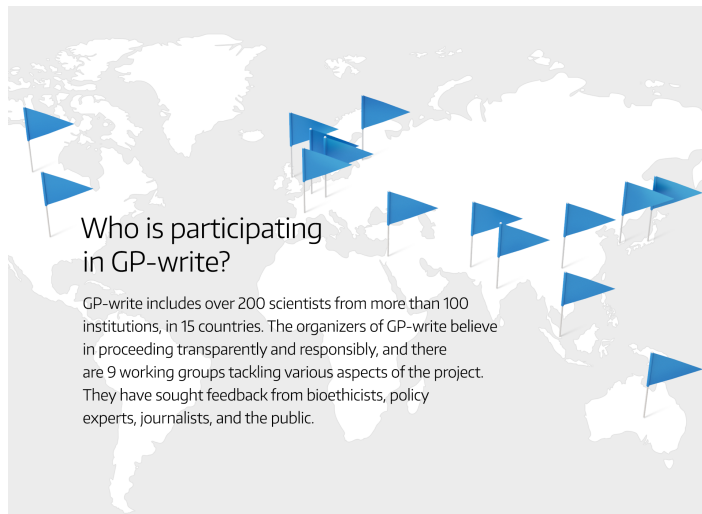 Who is participating
in GP-write?
GP-write includes over 200 scientists from more than 100
institutions, in 15 countries. The organizers of GP-write believe
in proceeding transparently and responsibly, and there
are 9 working groups tackling various aspects of the project.
They have sought feedback from bioethicists, policy
experts, journalists, and the public.